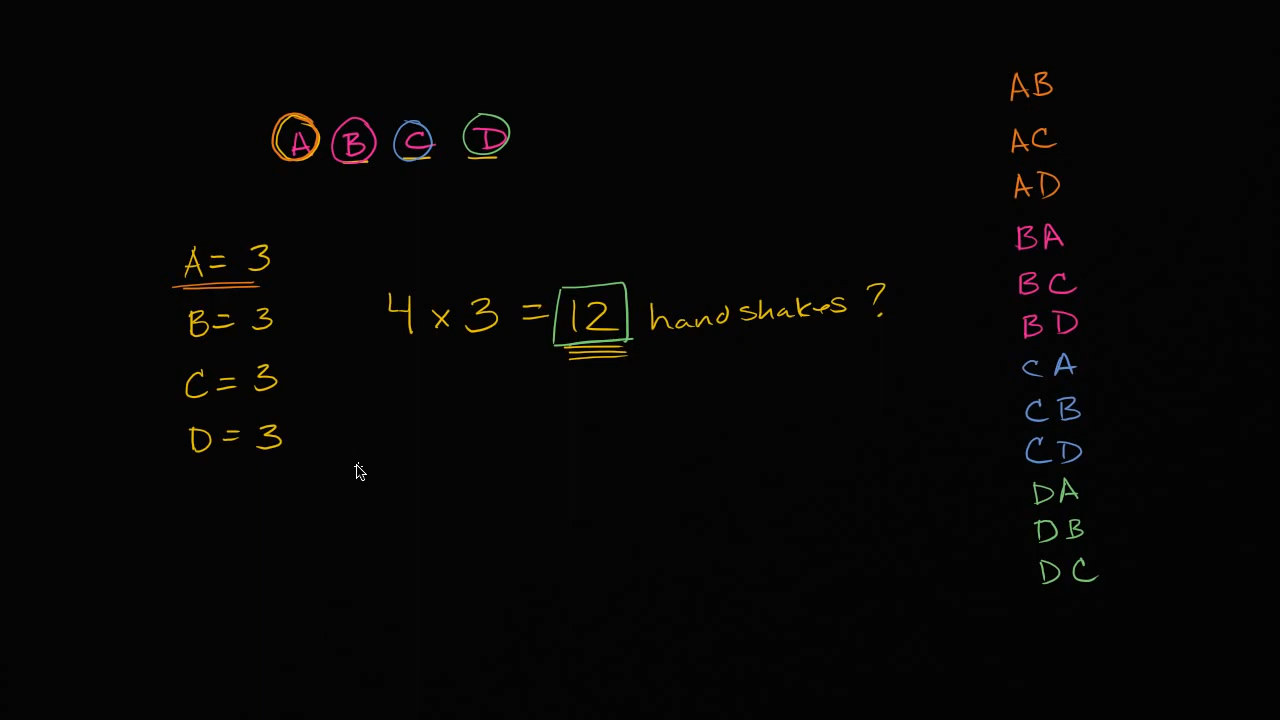 A B C D
A = 3
B = 3
C = 3
D = 3
4 x 3 = 12 handshakes ?
AB
AC
AD
BA
BC
BD
CA
CB
CD
DA
DB
DC